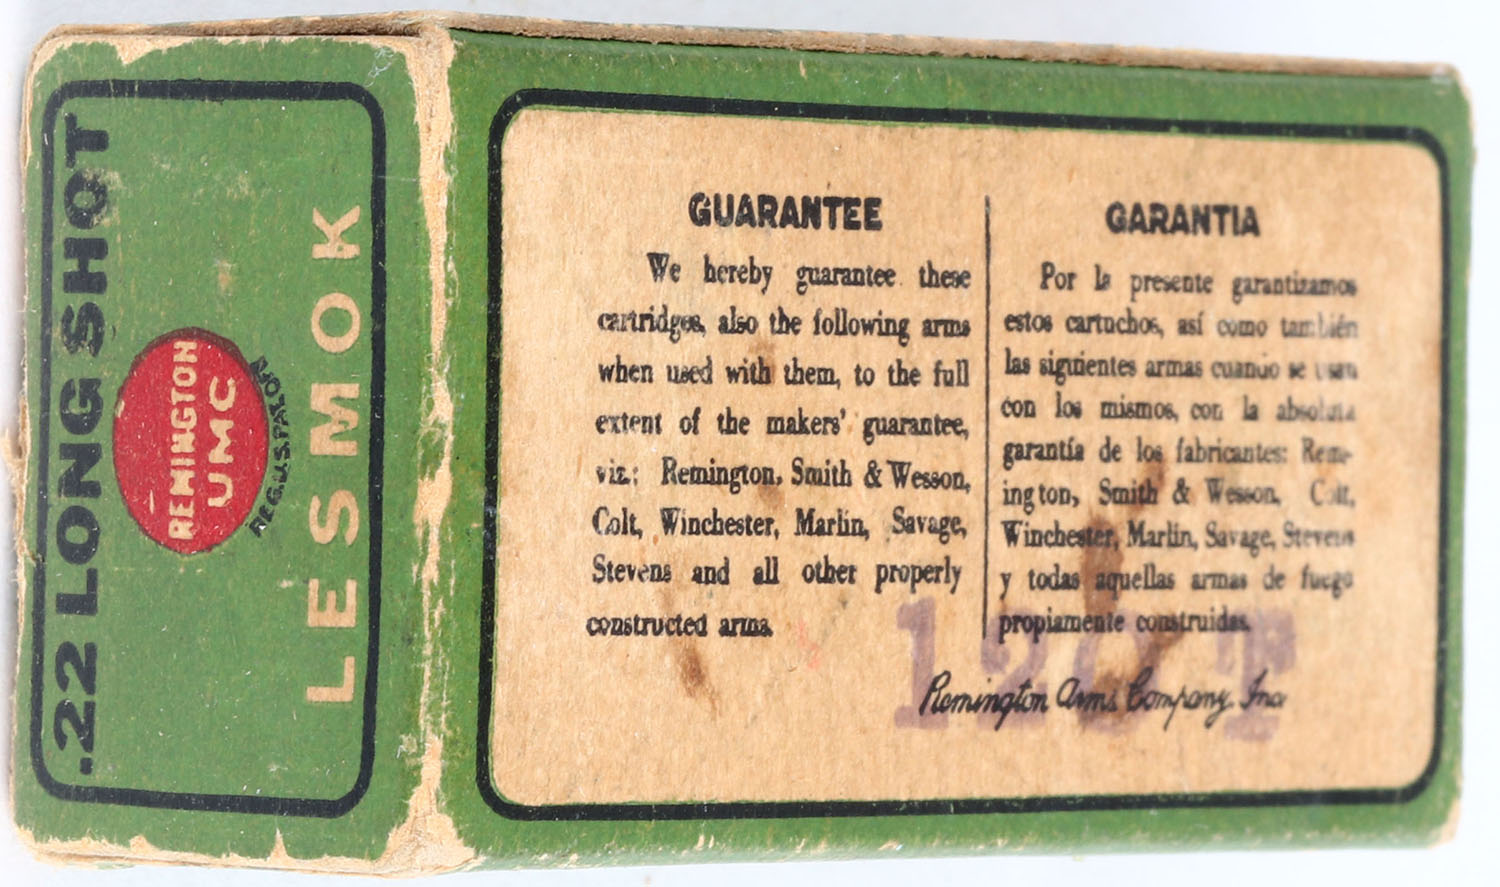 .22 LONG SHOT
REMINGTON
UMC
REG.U.S.PAT.OFF.
LESMOK
GUARANTEE
We hereby guarantee these
cartridges, also the following arms
when used with them, to the full
extent of the makers' guarantee,
viz.: Remington, Smith & Wesson,
Colt, Winchester, Marlin, Savage,
Stevens and all other properly
constructed arms.
GARANTIA
Por la presente garantizamos
estos cartuchos, así como también
las siguientes armas cuando se usan
con los mismos, con la absoluta
garantía de los fabricantes: Rem-
ington, Smith & Wesson, Colt,
Winchester, Marlin, Savage, Stevens
y todas aquellas armas de fuego
propiamente construidas.
Remington Arms Company, Inc.